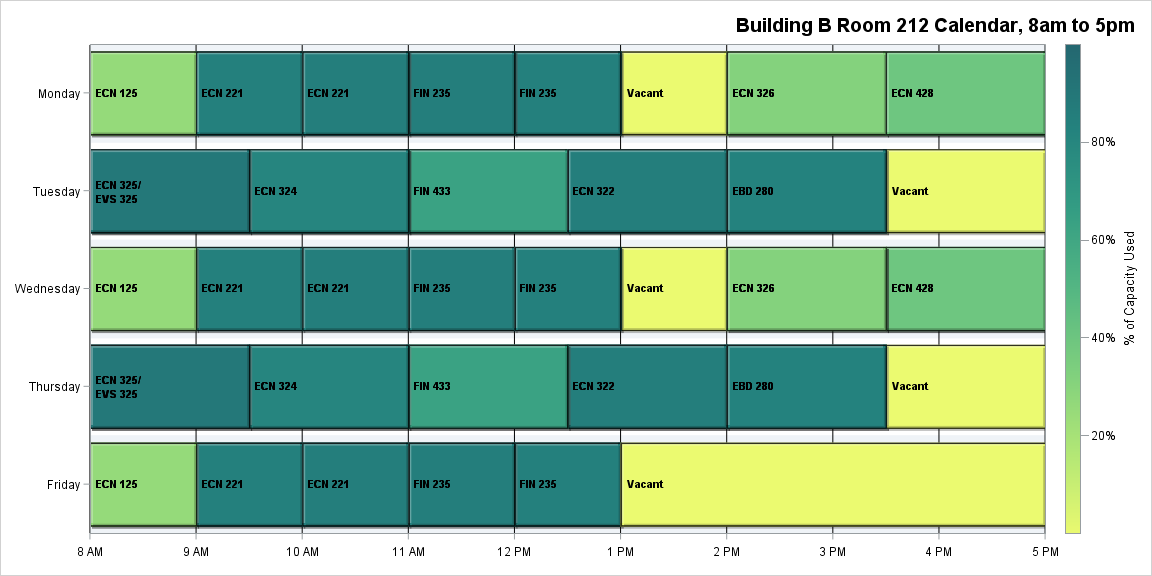 Building B Room 212 Calendar, 8am to 5pm
Monday
ECN 125
ECN 221
ECN 221
FIN 235
FIN 235
Vacant
ECN 326
ECN 428
Tuesday
ECN 325/
EVS 325
ECN 324
FIN 433
ECN 322
EBD 280
Vacant
Wednesday
ECN 125
ECN 221
ECN 221
FIN 235
FIN 235
Vacant
ECN 326
ECN 428
Thursday
ECN 325/
EVS 325
ECN 324
FIN 433
ECN 322
EBD 280
Vacant
Friday
ECN 125
ECN 221
ECN 221
FIN 235
FIN 235
Vacant
8 AM
9 AM
10 AM
11 AM
12 PM
1 PM
2 PM
3 PM
4 PM
5 PM
80%
60%
40%
20%
% of Capacity Used